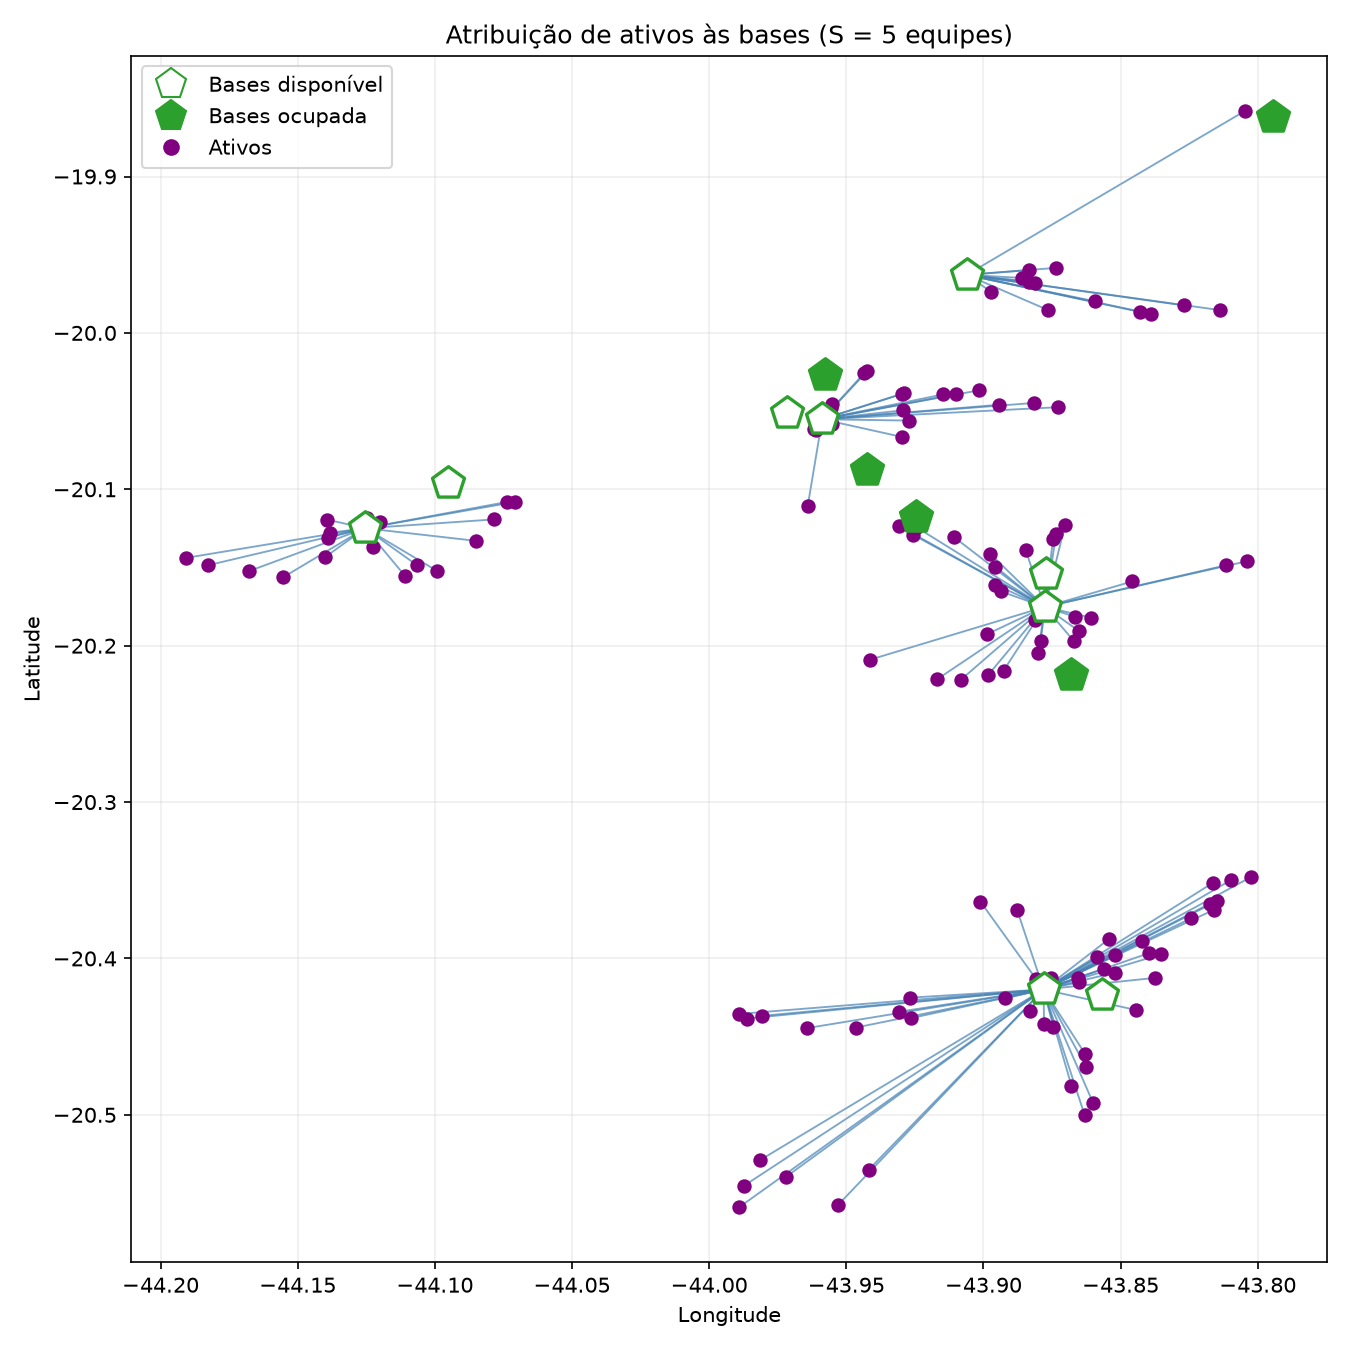 Atribuição de ativos às bases (S = 5 equipes)
Bases disponível
Bases ocupada
Ativos
−19.9
−20.0
−20.1
−20.2
−20.3
−20.4
−20.5
Latitude
−44.20 −44.15 −44.10 −44.05 −44.00 −43.95 −43.90 −43.85 −43.80
Longitude